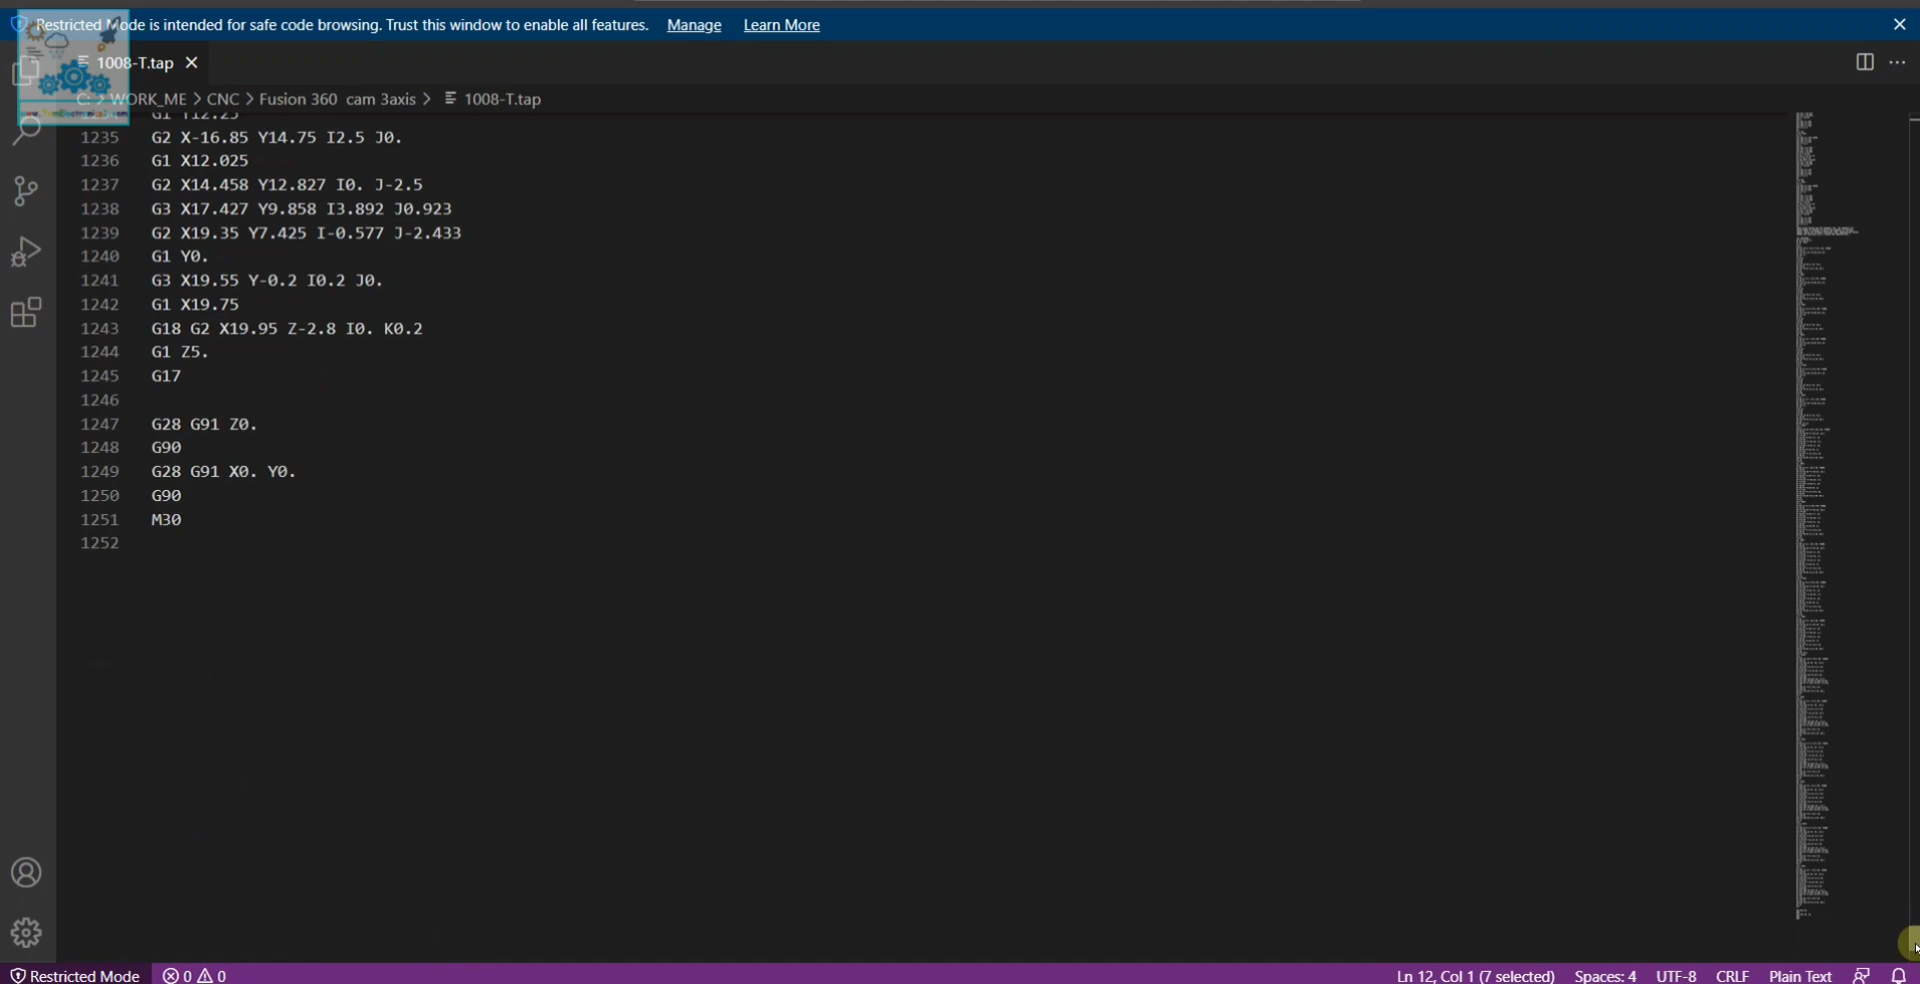 Restricted Mode is intended for safe code browsing. Trust this window to enable all features. Manage Learn More
1008-T.tap
C: > WORK_ME > CNC > Fusion 360 cam 3axis > 1008-T.tap
G1 Y12.25
1235 G2 X-16.85 Y14.75 I2.5 J0.
1236 G1 X12.025
1237 G2 X14.458 Y12.827 I0. J-2.5
1238 G3 X17.427 Y9.858 I3.892 J0.923
1239 G2 X19.35 Y7.425 I-0.577 J-2.433
1240 G1 Y0.
1241 G3 X19.55 Y-0.2 I0.2 J0.
1242 G1 X19.75
1243 G18 G2 X19.95 Z-2.8 I0. K0.2
1244 G1 Z5.
1245 G17
1246
1247 G28 G91 Z0.
1248 G90
1249 G28 G91 X0. Y0.
1250 G90
1251 M30
1252
Restricted Mode 0 0 Ln 12, Col 1 (7 selected) Spaces: 4 UTF-8 CRLF Plain Text